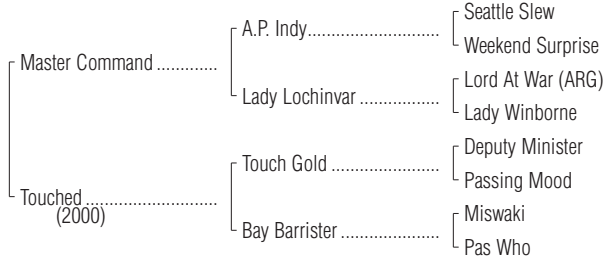 Seattle Slew
A.P. Indy..............................
Weekend Surprise
Master Command .............
Lord At War (ARG)
Lady Lochinvar ..................
Lady Winborne
Deputy Minister
Touch Gold ........................
Passing Mood
Touched ............................
(2000)
Miswaki
Bay Barrister ......................
Pas Who